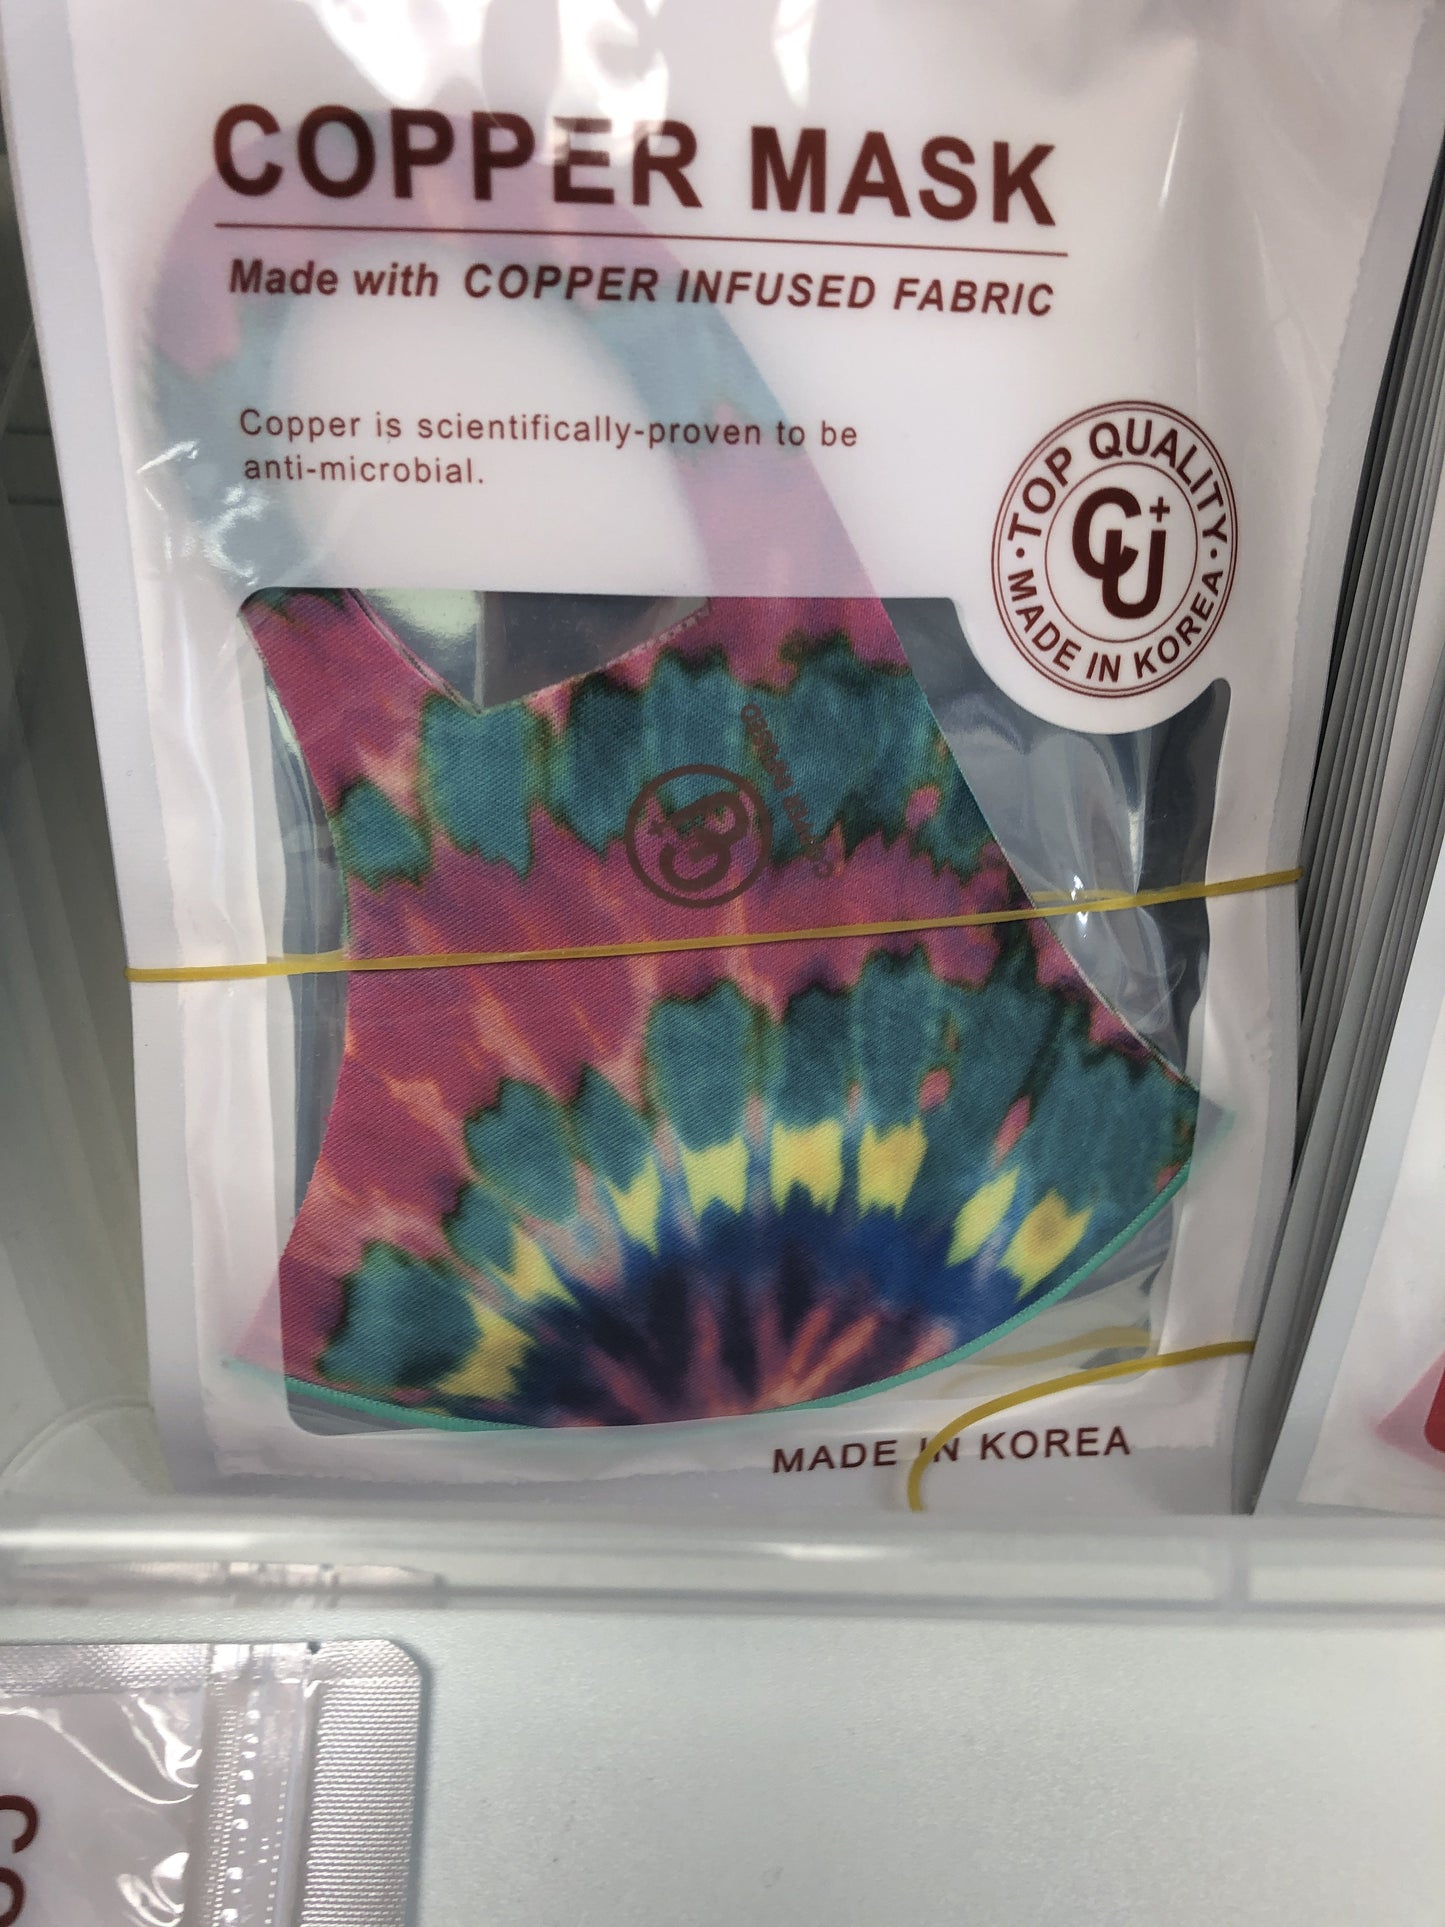 COPPER MASK
Made with COPPER INFUSED FABRIC
Copper is scientifically-proven to be
anti-microbial.
· TOP QUALITY ·
CU+
MADE IN KOREA
MADE IN KOREA